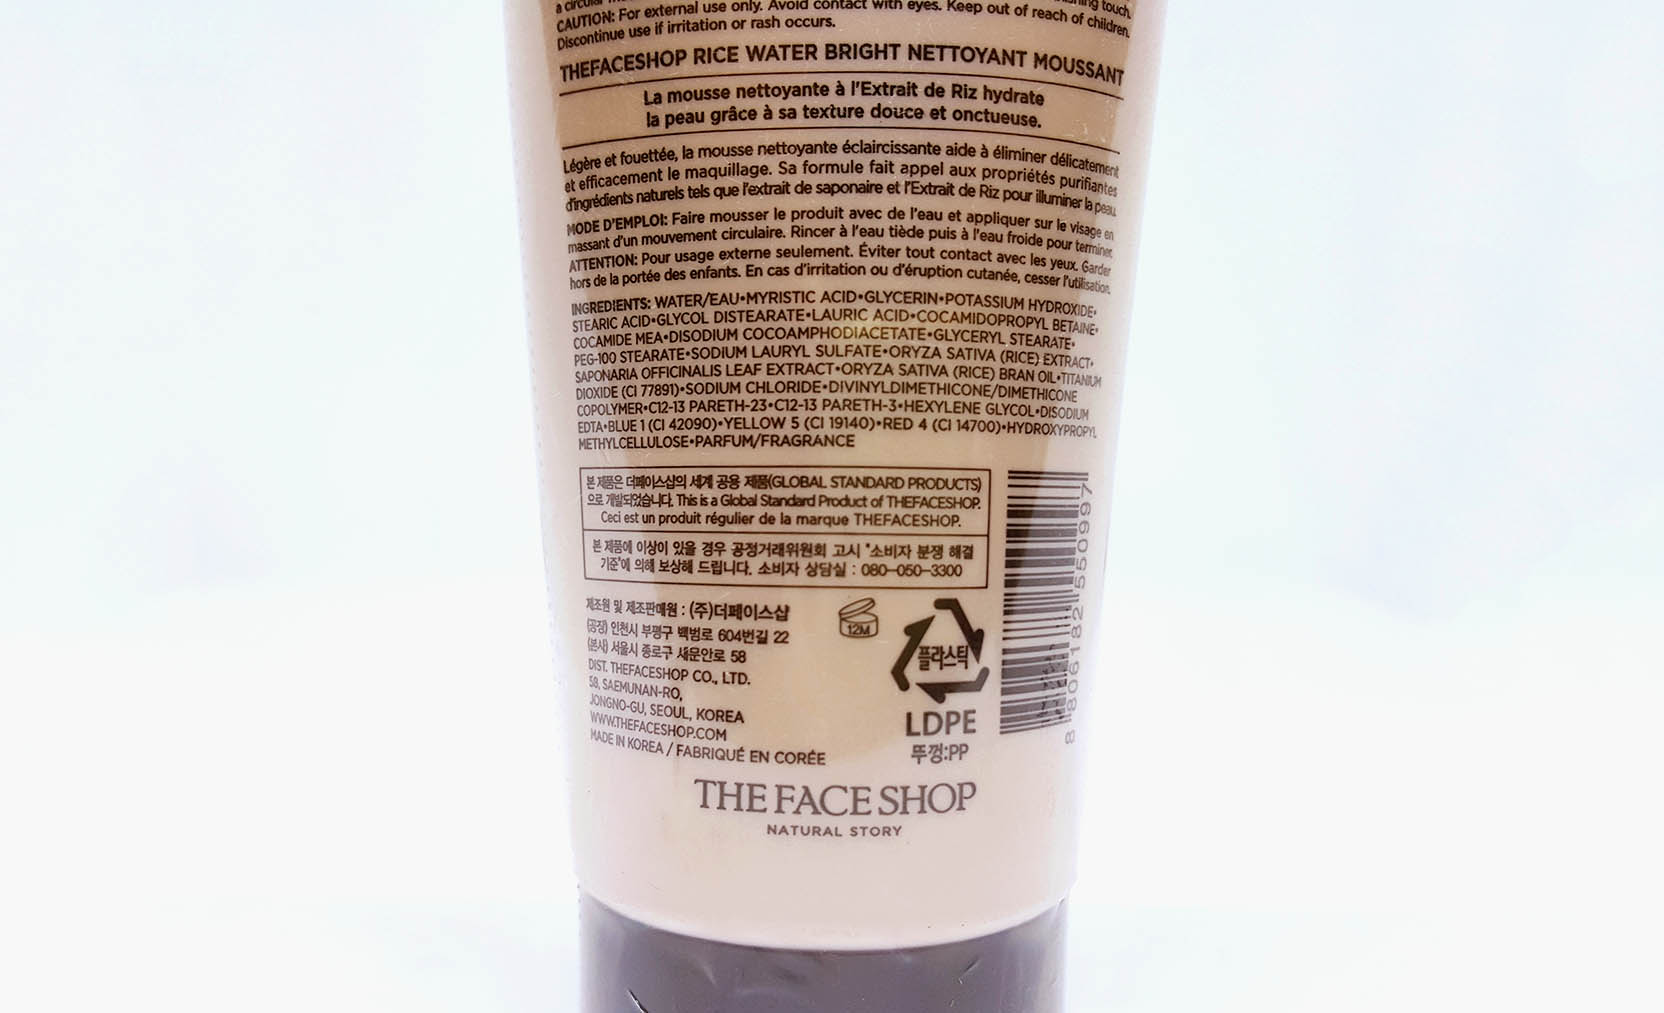 a circular
touch.
CAUTION: For external use only. Avoid contact with eyes. Keep out of reach of children.
Discontinue use if irritation or rash occurs.
THEFACESHOP RICE WATER BRIGHT NETTOYANT MOUSSANT
La mousse nettoyante à l'Extrait de Riz hydrate
la peau grâce à sa texture douce et onctueuse.
Légère et fouettée, la mousse nettoyante éclaircissante aide à éliminer délicatement
et efficacement le maquillage. Sa formule fait appel aux propriétés purifiantes
d'ingrédients naturels tels que l'extrait de saponaire et l'Extrait de Riz pour illuminer la peau.
MODE D'EMPLOI: Faire mousser le produit avec de l'eau et appliquer sur le visage en
massant d'un mouvement circulaire. Rincer à l'eau tiède puis à l'eau froide pour terminer.
ATTENTION: Pour usage externe seulement. Éviter tout contact avec les yeux. Garder
hors de la portée des enfants. En cas d'irritation ou d'éruption cutanée, cesser l'utilisation.
INGREDIENTS: WATER/EAU•MYRISTIC ACID•GLYCERIN•POTASSIUM HYDROXIDE•
STEARIC ACID•GLYCOL DISTEARATE•LAURIC ACID•COCAMIDOPROPYL BETAINE•
COCAMIDE MEA•DISODIUM COCOAMPHODIACETATE•GLYCERYL STEARATE•
PEG-100 STEARATE•SODIUM LAURYL SULFATE•ORYZA SATIVA (RICE) EXTRACT•
SAPONARIA OFFICINALIS LEAF EXTRACT•ORYZA SATIVA (RICE) BRAN OIL•TITANIUM
DIOXIDE (CI 77891)•SODIUM CHLORIDE•DIVINYLDIMETHICONE/DIMETHICONE
COPOLYMER•C12-13 PARETH-23•C12-13 PARETH-3•HEXYLENE GLYCOL•DISODIUM
EDTA•BLUE 1 (CI 42090)•YELLOW 5 (CI 19140)•RED 4 (CI 14700)•HYDROXYPROPYL
METHYLCELLULOSE•PARFUM/FRAGRANCE
본 제품은 더페이스샵의 세계 공용 제품(GLOBAL STANDARD PRODUCTS)
으로 개발되었습니다. This is a Global Standard Product of THEFACESHOP.
Ceci est un produit régulier de la marque THEFACESHOP.
본 제품에 이상이 있을 경우 공정거래위원회 고시 "소비자 분쟁 해결
기준"에 의해 보상해 드립니다. 소비자 상담실 : 080-050-3300
제조원 및 제조판매원 : (주)더페이스샵
(공장) 인천시 부평구 백범로 604번길 22
(본사) 서울시 종로구 새문안로 58
DIST. THEFACESHOP CO., LTD.
58, SAEMUNAN-RO,
JONGNO-GU, SEOUL, KOREA
WWW.THEFACESHOP.COM
MADE IN KOREA / FABRIQUÉ EN CORÉE
12M
플라스틱
LDPE
뚜껑:PP
8 806182 550997
THE FACE SHOP
NATURAL STORY